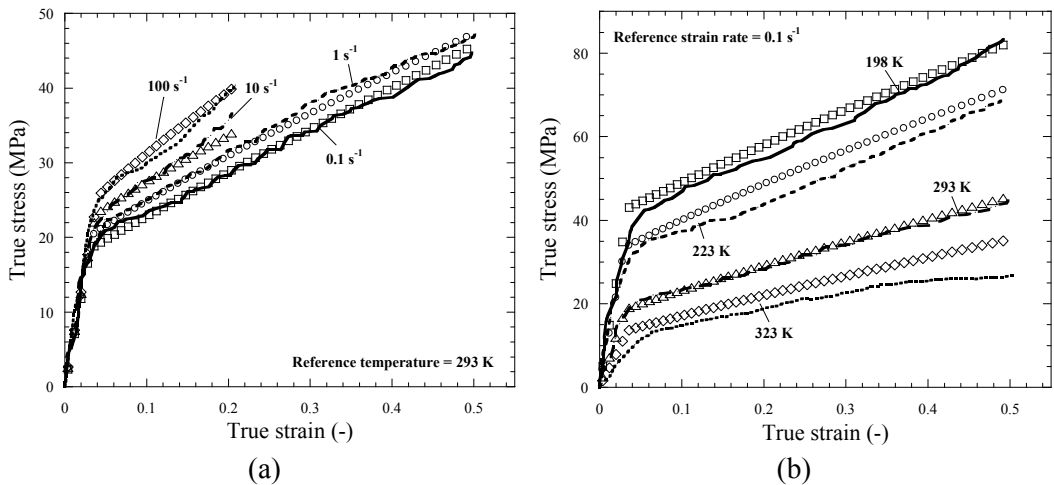 50
40
30
20
10
0
True stress (MPa)
100 s⁻¹
10 s⁻¹
1 s⁻¹
0.1 s⁻¹
Reference temperature = 293 K
0 0.1 0.2 0.3 0.4 0.5
True strain (-)
(a)
80
60
40
20
0
True stress (MPa)
Reference strain rate = 0.1 s⁻¹
198 K
223 K
293 K
323 K
0 0.1 0.2 0.3 0.4 0.5
True strain (-)
(b)